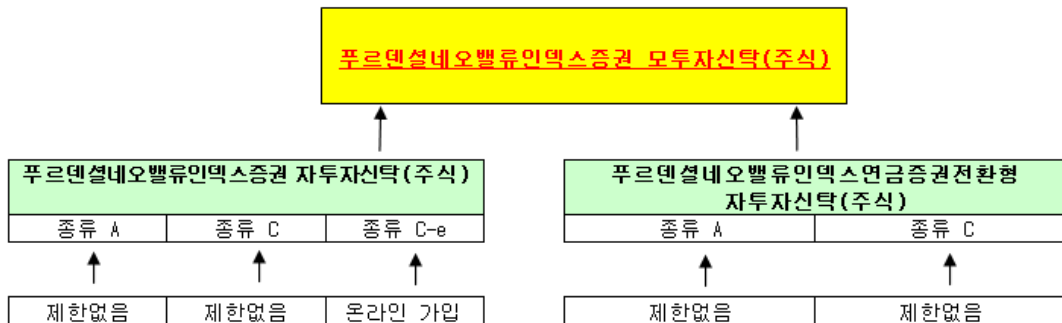 푸르덴셜네오밸류인덱스증권 모투자신탁(주식)
푸르덴셜네오밸류인덱스증권 자투자신탁(주식)
종류 A 종류 C 종류 C-e
제한없음 제한없음 온라인 가입
푸르덴셜네오밸류인덱스연금증권전환형
자투자신탁(주식)
종류 A 종류 C
제한없음 제한없음